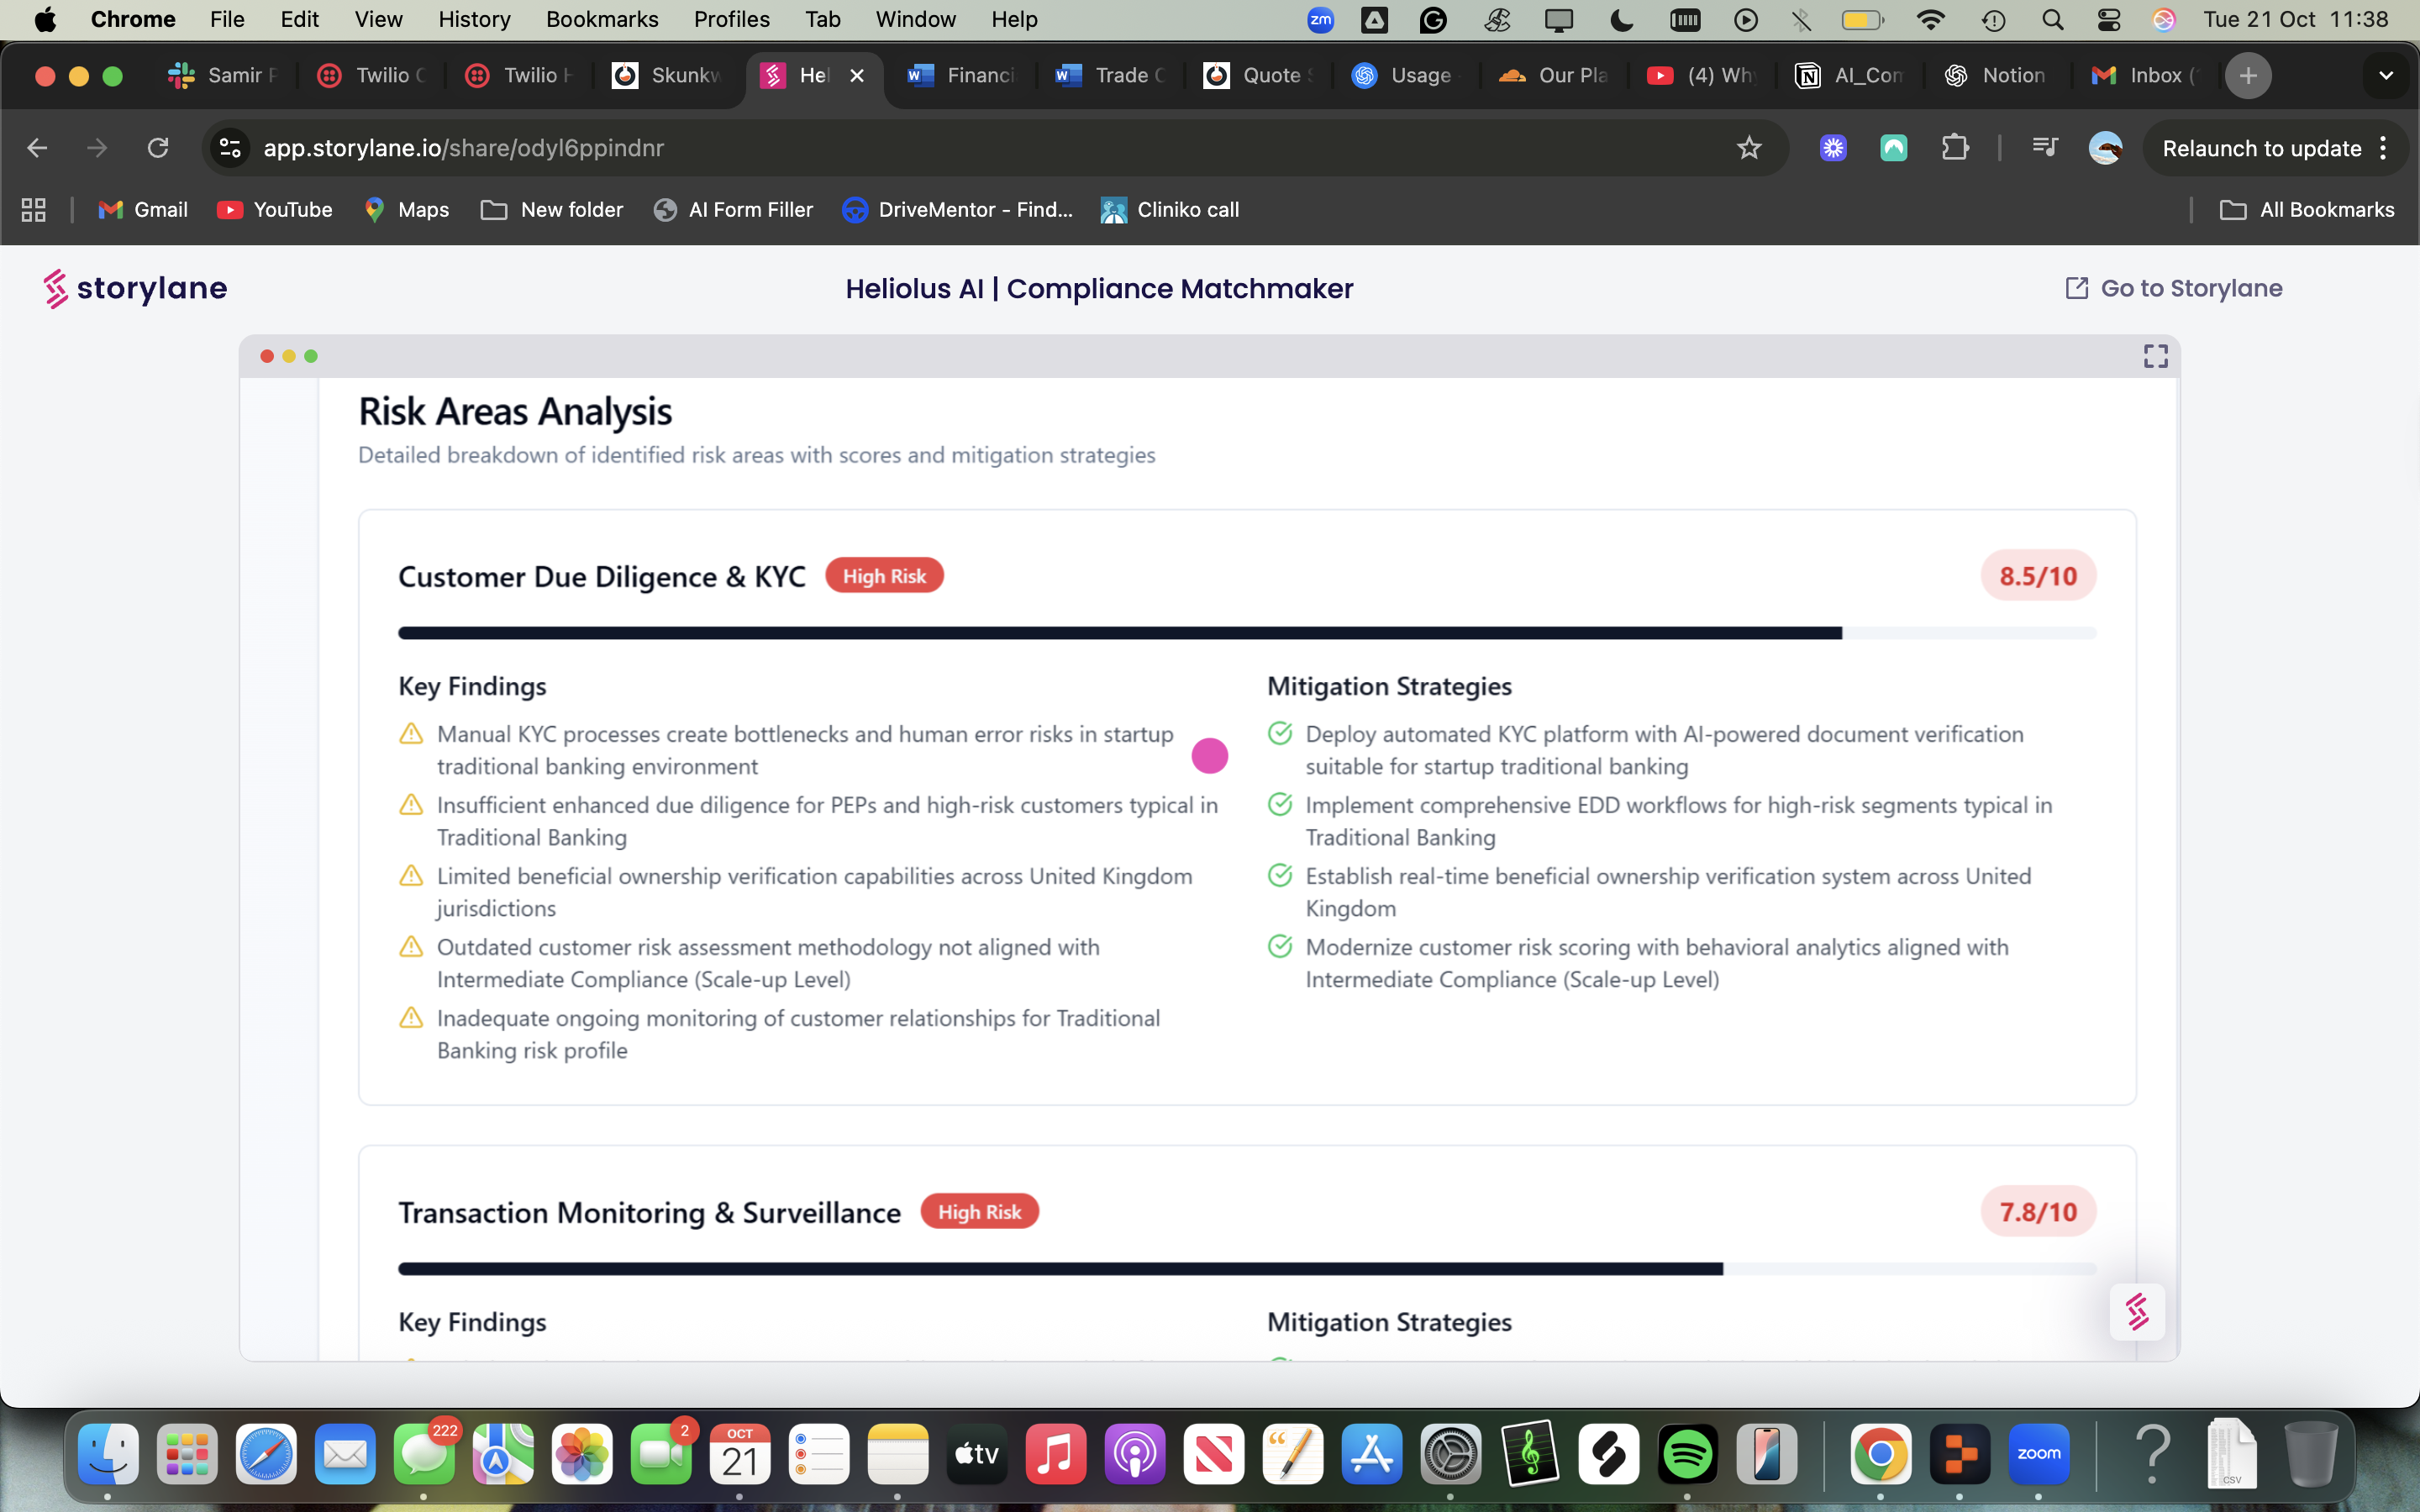 Chrome File Edit View History Bookmarks Profiles Tab Window Help zm Tue 21 Oct 11:38
Samir Twilio Twilio Skunkw Hel Financi Trade Quote Usage Our Pla (4) Why AI_Con Notion Inbox
app.storylane.io/share/odyl6ppindnr Relaunch to update
Gmail YouTube Maps New folder AI Form Filler DriveMentor - Find... Cliniko call All Bookmarks
storylane Heliolus AI | Compliance Matchmaker Go to Storylane
Risk Areas Analysis
Detailed breakdown of identified risk areas with scores and mitigation strategies
Customer Due Diligence & KYC High Risk 8.5/10
Key Findings
Manual KYC processes create bottlenecks and human error risks in startup
traditional banking environment
Insufficient enhanced due diligence for PEPs and high-risk customers typical in
Traditional Banking
Limited beneficial ownership verification capabilities across United Kingdom
jurisdictions
Outdated customer risk assessment methodology not aligned with
Intermediate Compliance (Scale-up Level)
Inadequate ongoing monitoring of customer relationships for Traditional
Banking risk profile
Mitigation Strategies
Deploy automated KYC platform with AI-powered document verification
suitable for startup traditional banking
Implement comprehensive EDD workflows for high-risk segments typical in
Traditional Banking
Establish real-time beneficial ownership verification system across United
Kingdom
Modernize customer risk scoring with behavioral analytics aligned with
Intermediate Compliance (Scale-up Level)
Transaction Monitoring & Surveillance High Risk 7.8/10
Key Findings
Mitigation Strategies
222 2 OCT 21 tv zoom CSV